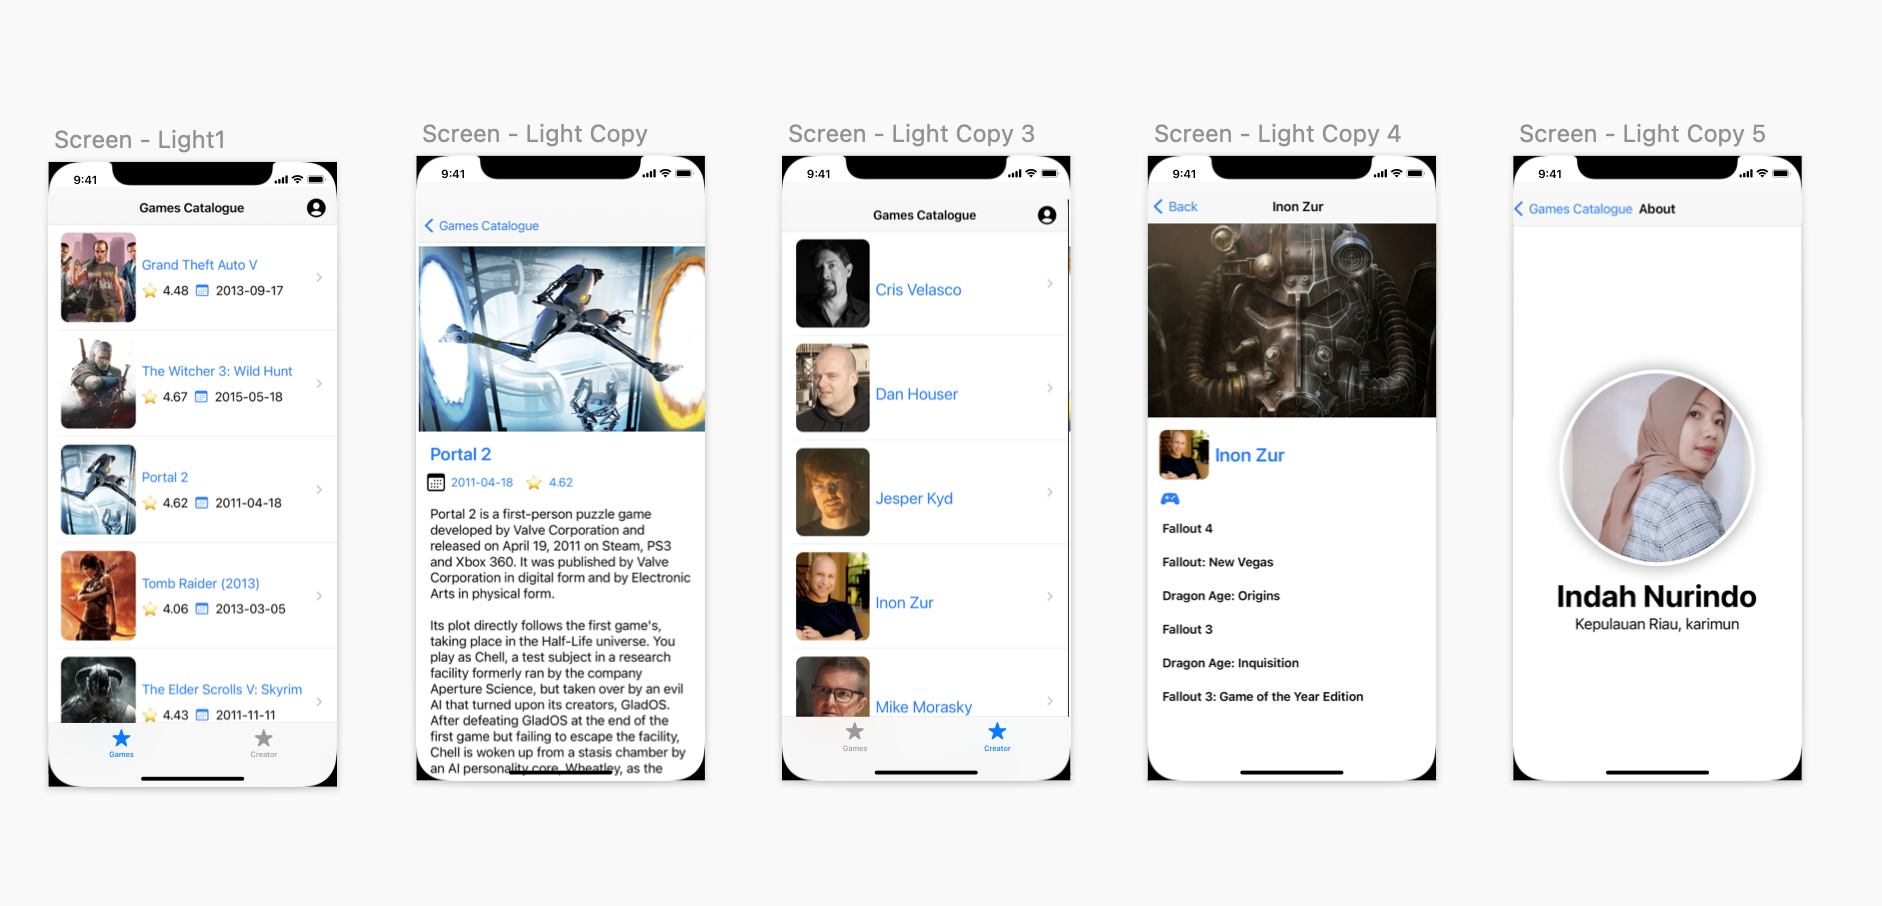 Screen - Light1
9:41
Games Catalogue
Grand Theft Auto V
4.48 2013-09-17
The Witcher 3: Wild Hunt
4.67 2015-05-18
Portal 2
4.62 2011-04-18
Tomb Raider (2013)
4.06 2013-03-05
The Elder Scrolls V: Skyrim
4.43 2011-11-11
Games Creator
Screen - Light Copy
9:41
Games Catalogue
Portal 2
2011-04-18 4.62
Portal 2 is a first-person puzzle game
developed by Valve Corporation and
released on April 19, 2011 on Steam, PS3
and Xbox 360. It was published by Valve
Corporation in digital form and by Electronic
Arts in physical form.
Its plot directly follows the first game's,
taking place in the Half-Life universe. You
play as Chell, a test subject in a research
facility formerly ran by the company
Aperture Science, but taken over by an evil
AI that turned upon its creators, GladOS.
After defeating GladOS at the end of the
first game but failing to escape the facility,
Chell is woken up from a stasis chamber by
an AI personality core, Wheatley, as the
Screen - Light Copy 3
9:41
Games Catalogue
Cris Velasco
Dan Houser
Jesper Kyd
Inon Zur
Mike Morasky
Games Creator
Screen - Light Copy 4
9:41
Back Inon Zur
Inon Zur
Fallout 4
Fallout: New Vegas
Dragon Age: Origins
Fallout 3
Dragon Age: Inquisition
Fallout 3: Game of the Year Edition
Screen - Light Copy 5
9:41
Games Catalogue About
Indah Nurindo
Kepulauan Riau, karimun